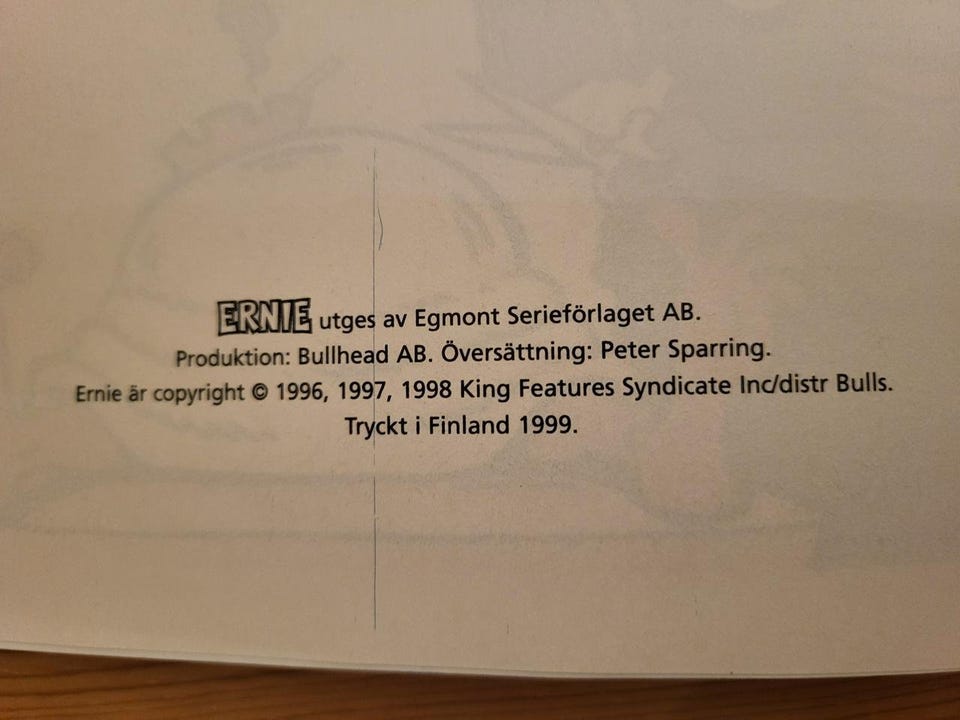 ERNIE utges av Egmont Serieförlaget AB.
Produktion: Bullhead AB. Översättning: Peter Sparring.
Ernie är copyright © 1996, 1997, 1998 King Features Syndicate Inc/distr Bulls.
Tryckt i Finland 1999.